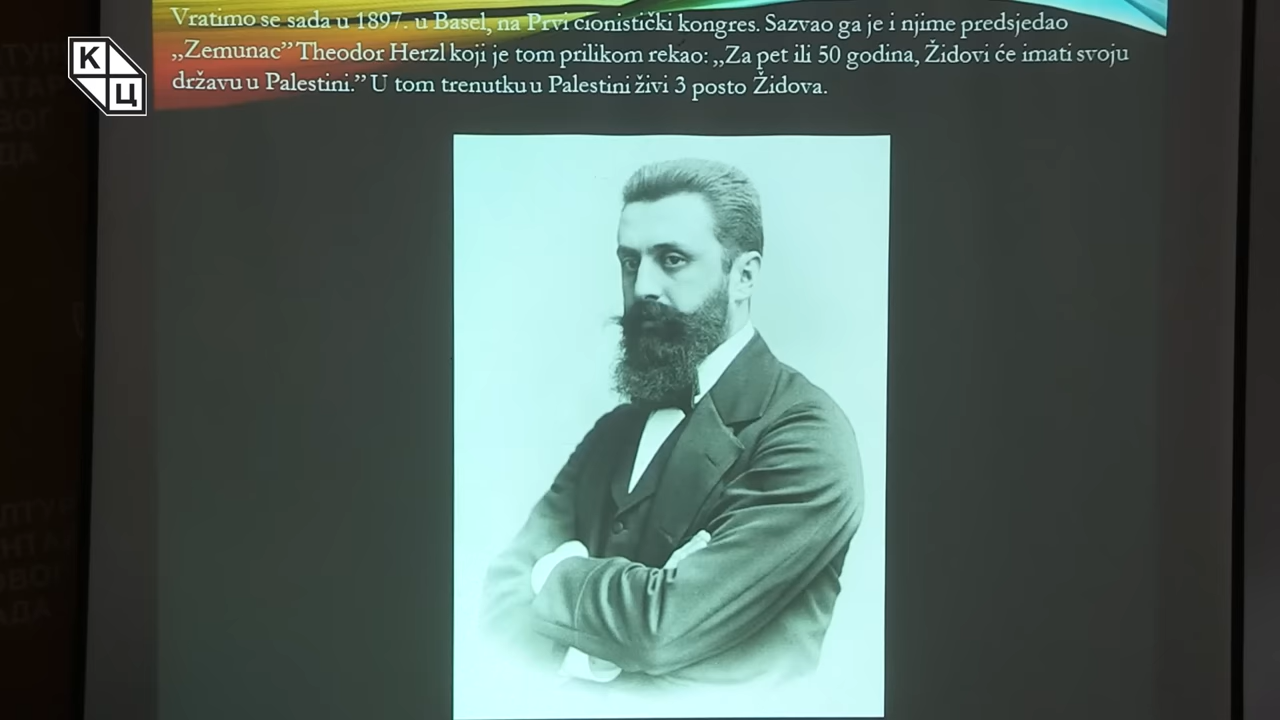 Vratimo se sada u 1897. u Basel, na Prvi cionistički kongres. Sazvao ga je i njime predsjedao
„Zemunac” Theodor Herzl koji je tom prilikom rekao: „Za pet ili 50 godina, Židovi će imati svoju
državu u Palestini.” U tom trenutku u Palestini živi 3 posto Židova.
К
Ц